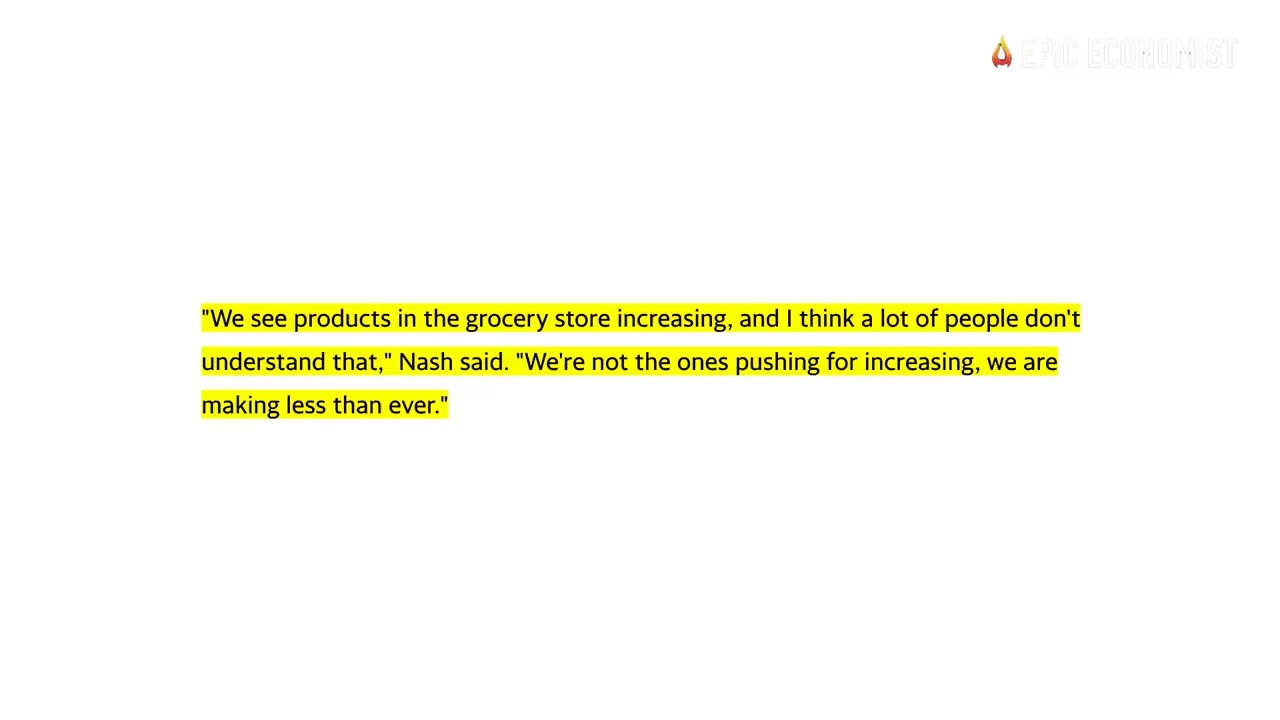 EPIC ECONOMIST
"We see products in the grocery store increasing, and I think a lot of people don't
understand that," Nash said. "We're not the ones pushing for increasing, we are
making less than ever."